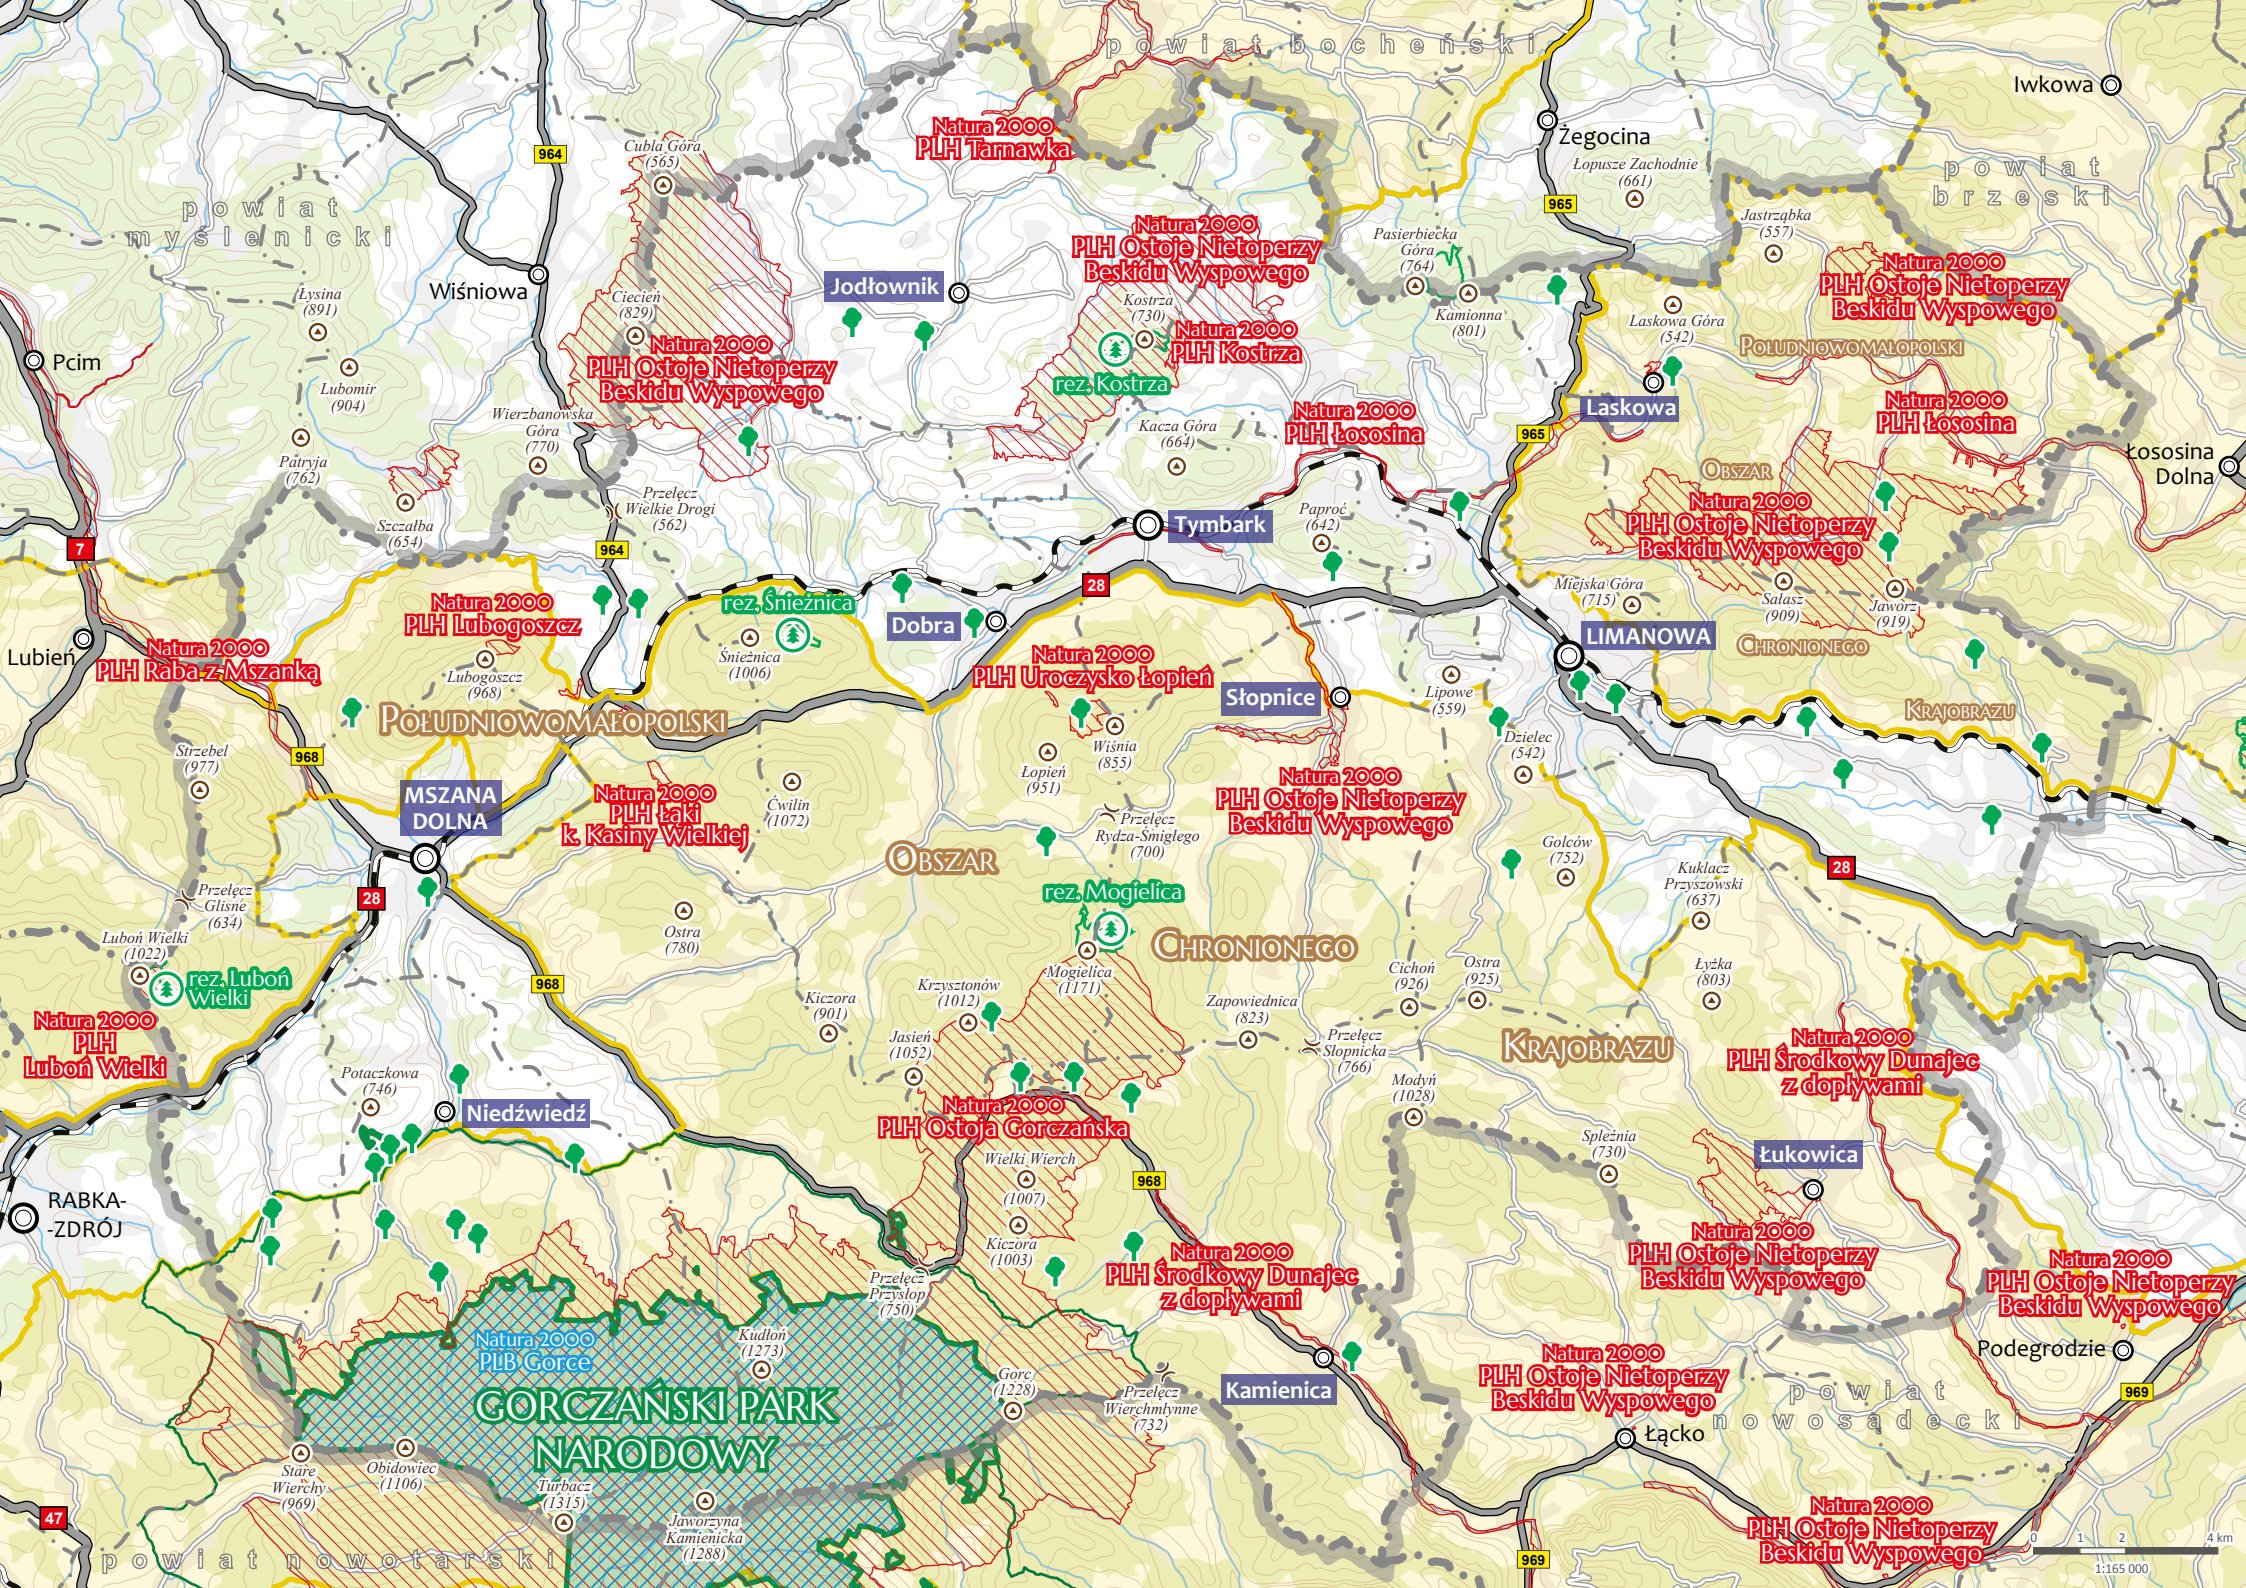 powiat bocheński
Iwkowa
Natura 2000
PLH Tarnawka
Żegocina
964
Cubla Góra
(565)
Łopusze Zachodnie
(661)
powiat
brzeski
powiat
myślenicki
965
Jastrząbka
(557)
Natura 2000
PLH Ostoje Nietoperzy
Beskidu Wyspowego
Pasierbiecka
Góra
(764)
Natura 2000
PLH Ostoje Nietoperzy
Beskidu Wyspowego
Wiśniowa
Jodłownik
Łysina
(891)
Ciecień
(829)
Kostrza
(730)
Kamionna
(801)
Laskowa Góra
(542)
Południowomałopolski
Natura 2000
PLH Kostrza
Natura 2000
PLH Ostoje Nietoperzy
Beskidu Wyspowego
Pcim
rez. Kostrza
Lubomir
(904)
Laskowa
Natura 2000
PLH Łososina
Natura 2000
PLH Łososina
Wierzbanowska
Góra
(770)
Kacza Góra
(664)
965
Patryja
(762)
Łososina
Dolna
Obszar
Natura 2000
PLH Ostoje Nietoperzy
Beskidu Wyspowego
Przełęcz
Wielkie Drogi
(562)
Szczałba
(654)
Tymbark
Paproć
(642)
7
964
28
Miejska Góra
(715)
Sałasz
(909)
Jaworz
(919)
Natura 2000
PLH Lubogoszcz
rez. Śnieżnica
Dobra
LIMANOWA
Chronionego
Lubień
Natura 2000
PLH Raba z Mszanką
Śnieżnica
(1006)
Lubogoszcz
(968)
Natura 2000
PLH Uroczysko Łopień
Słopnice
Lipowe
(559)
Krajobrazu
Południowomałopolski
Strzebel
(977)
968
Wiśnia
(855)
Łopień
(951)
Dzielec
(542)
MSZANA
DOLNA
Natura 2000
PLH Łąki
k. Kasiny Wielkiej
Ćwilin
(1072)
Natura 2000
PLH Ostoje Nietoperzy
Beskidu Wyspowego
Przełęcz
Rydza-Śmigłego
(700)
Obszar
Golców
(752)
Kuklacz
Przyszowski
(637)
28
28
Przełęcz
Glisne
(634)
rez. Mogielica
Ostra
(780)
Luboń Wielki
(1022)
Chronionego
rez. Luboń
Wielki
968
Mogielica
(1171)
Krzysztonów
(1012)
Cichoń
(926)
Ostra
(925)
Łyżka
(803)
Kiczora
(901)
Zapowiednica
(823)
Natura 2000
PLH
Luboń Wielki
Jasień
(1052)
Przełęcz
Słopnicka
(766)
Krajobrazu
Natura 2000
PLH Środkowy Dunajec
z dopływami
Potaczkowa
(746)
Modyń
(1028)
Niedźwiedź
Natura 2000
PLH Ostoja Gorczańska
Spleźnia
(730)
Łukowica
Wielki Wierch
(1007)
968
RABKA-
-ZDRÓJ
Kiczora
(1003)
Natura 2000
PLH Ostoje Nietoperzy
Beskidu Wyspowego
Natura 2000
PLH Środkowy Dunajec
z dopływami
Natura 2000
PLH Ostoje Nietoperzy
Beskidu Wyspowego
Przełęcz
Przysłop
(750)
Natura 2000
PLB Gorce
Kudłoń
(1273)
Podegrodzie
Natura 2000
PLH Ostoje Nietoperzy
Beskidu Wyspowego
Gorc
(1228)
Przełęcz
Wierchmłynne
(732)
Kamienica
GORCZAŃSKI PARK
NARODOWY
powiat
nowosądecki
969
Łącko
Stare
Wierchy
(969)
Obidowiec
(1106)
Turbacz
(1315)
Jaworzyna
Kamienicka
(1288)
47
Natura 2000
PLH Ostoje Nietoperzy
Beskidu Wyspowego
powiat nowotarski
969
0 1 2 4 km
1:165 000